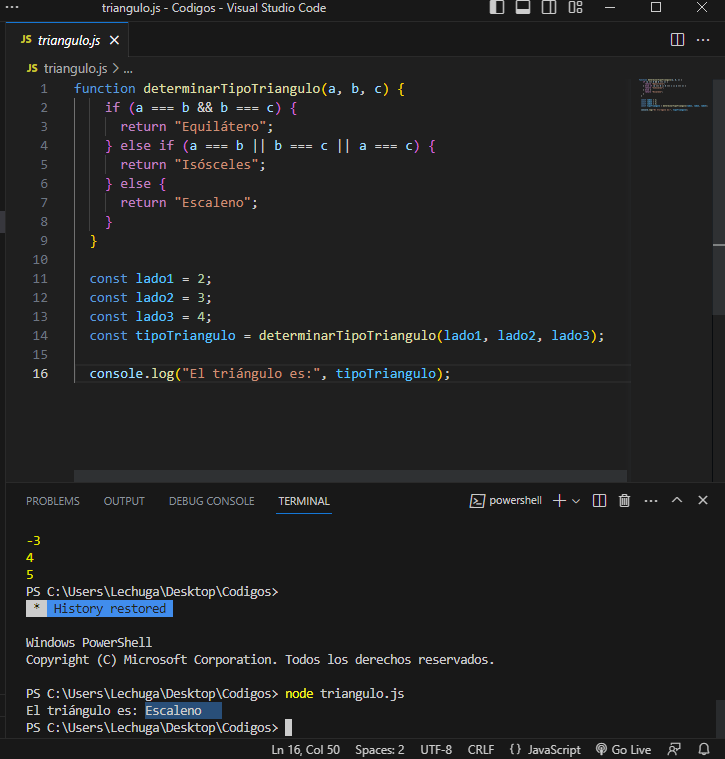 triangulo.js - Codigos - Visual Studio Code
JS triangulo.js
JS triangulo.js > ...
1 function determinarTipoTriangulo(a, b, c) {
2 if (a === b && b === c) {
3 return "Equilátero";
4 } else if (a === b || b === c || a === c) {
5 return "Isósceles";
6 } else {
7 return "Escaleno";
8 }
9 }
10
11 const lado1 = 2;
12 const lado2 = 3;
13 const lado3 = 4;
14 const tipoTriangulo = determinarTipoTriangulo(lado1, lado2, lado3);
15
16 console.log("El triángulo es:", tipoTriangulo);
PROBLEMS OUTPUT DEBUG CONSOLE TERMINAL powershell
-3
4
5
PS C:\Users\Lechuga\Desktop\Codigos>
* History restored
Windows PowerShell
Copyright (C) Microsoft Corporation. Todos los derechos reservados.
PS C:\Users\Lechuga\Desktop\Codigos> node triangulo.js
El triángulo es: Escaleno
PS C:\Users\Lechuga\Desktop\Codigos>
Ln 16, Col 50 Spaces: 2 UTF-8 CRLF {} JavaScript Go Live